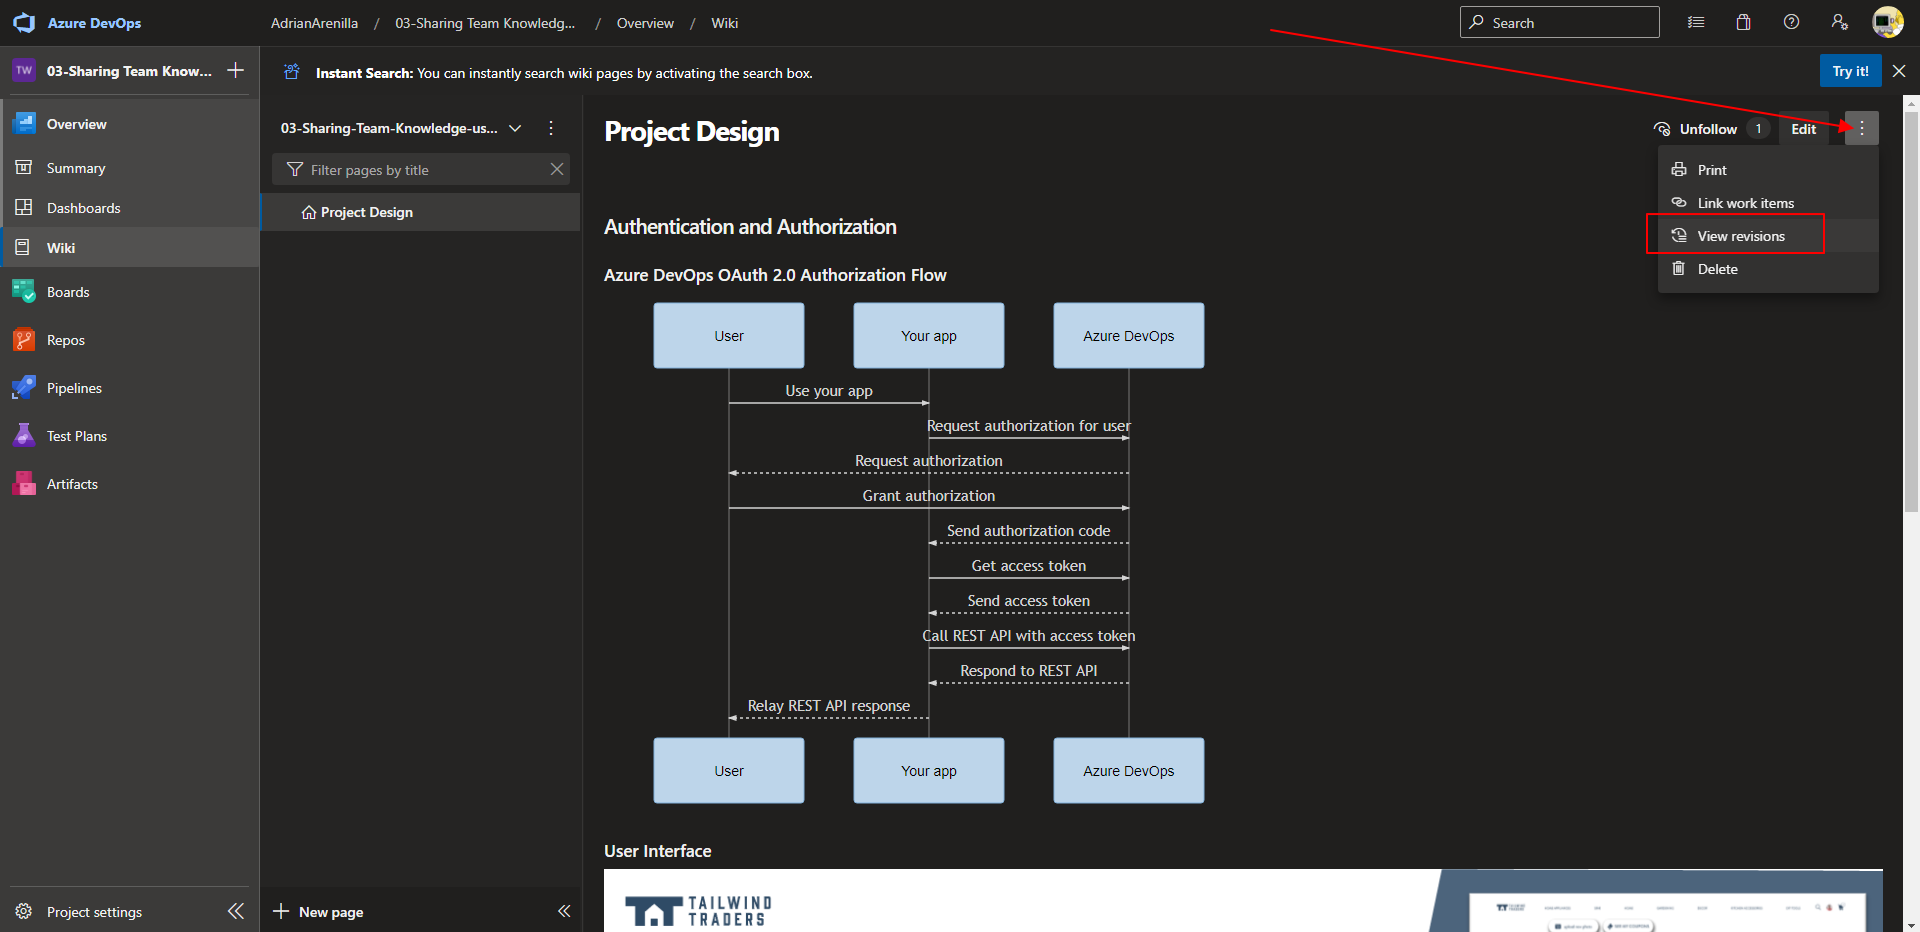 Azure DevOps
AdrianArenilla / 03-Sharing Team Knowledg... / Overview / Wiki
Search
TW
03-Sharing Team Know...
Instant Search: You can instantly search wiki pages by activating the search box.
Try it!
Overview
Summary
Dashboards
Wiki
Boards
Repos
Pipelines
Test Plans
Artifacts
Project settings
03-Sharing-Team-Knowledge-us...
Filter pages by title
Project Design
New page
Project Design
Unfollow 1
Edit
Print
Link work items
View revisions
Delete
Authentication and Authorization
Azure DevOps OAuth 2.0 Authorization Flow
User
Your app
Azure DevOps
Use your app
Request authorization for user
Request authorization
Grant authorization
Send authorization code
Get access token
Send access token
Call REST API with access token
Respond to REST API
Relay REST API response
User
Your app
Azure DevOps
User Interface
TAILWIND
TRADERS